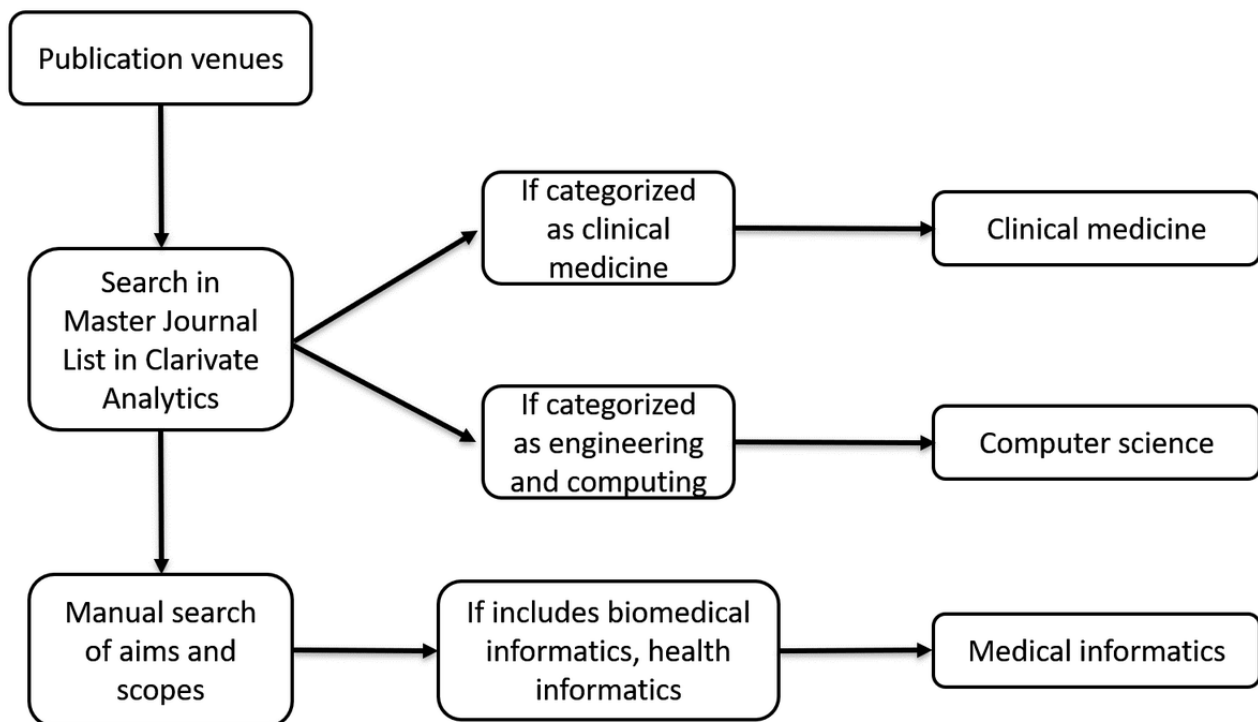 Publication venues
If categorized
as clinical
medicine
Clinical medicine
Search in
Master Journal
List in Clarivate
Analytics
If categorized
as engineering
and computing
Computer science
Manual search
of aims and
scopes
If includes biomedical
informatics, health
informatics
Medical informatics